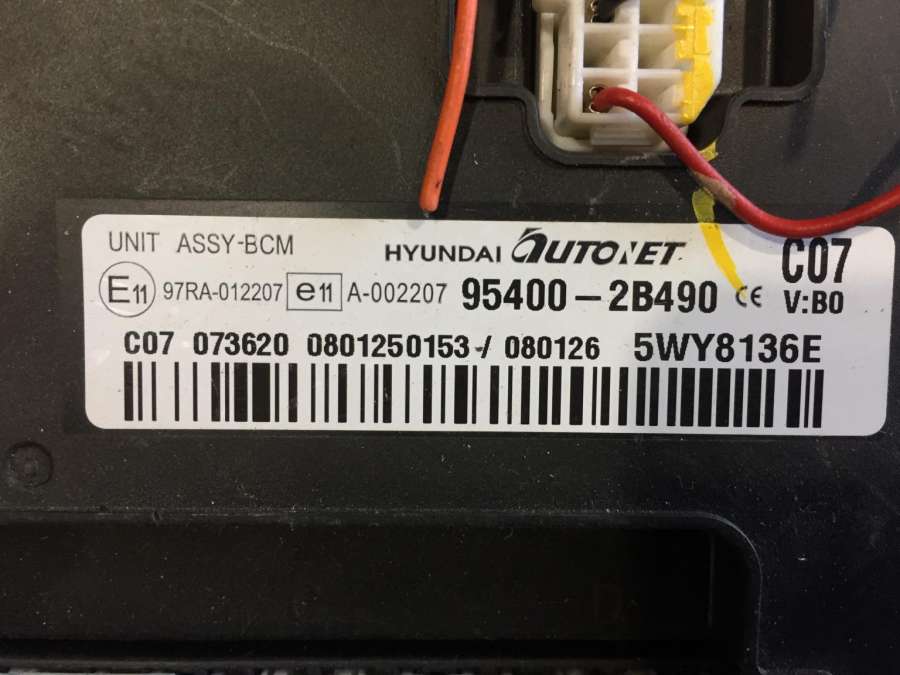 UNIT ASSY-BCM HYUNDAI AUTONET C07
E11 97RA-012207 e11 A-002207 95400-2B490 CE V:B0
C07 073620 0801250153-/ 080126 5WY8136E